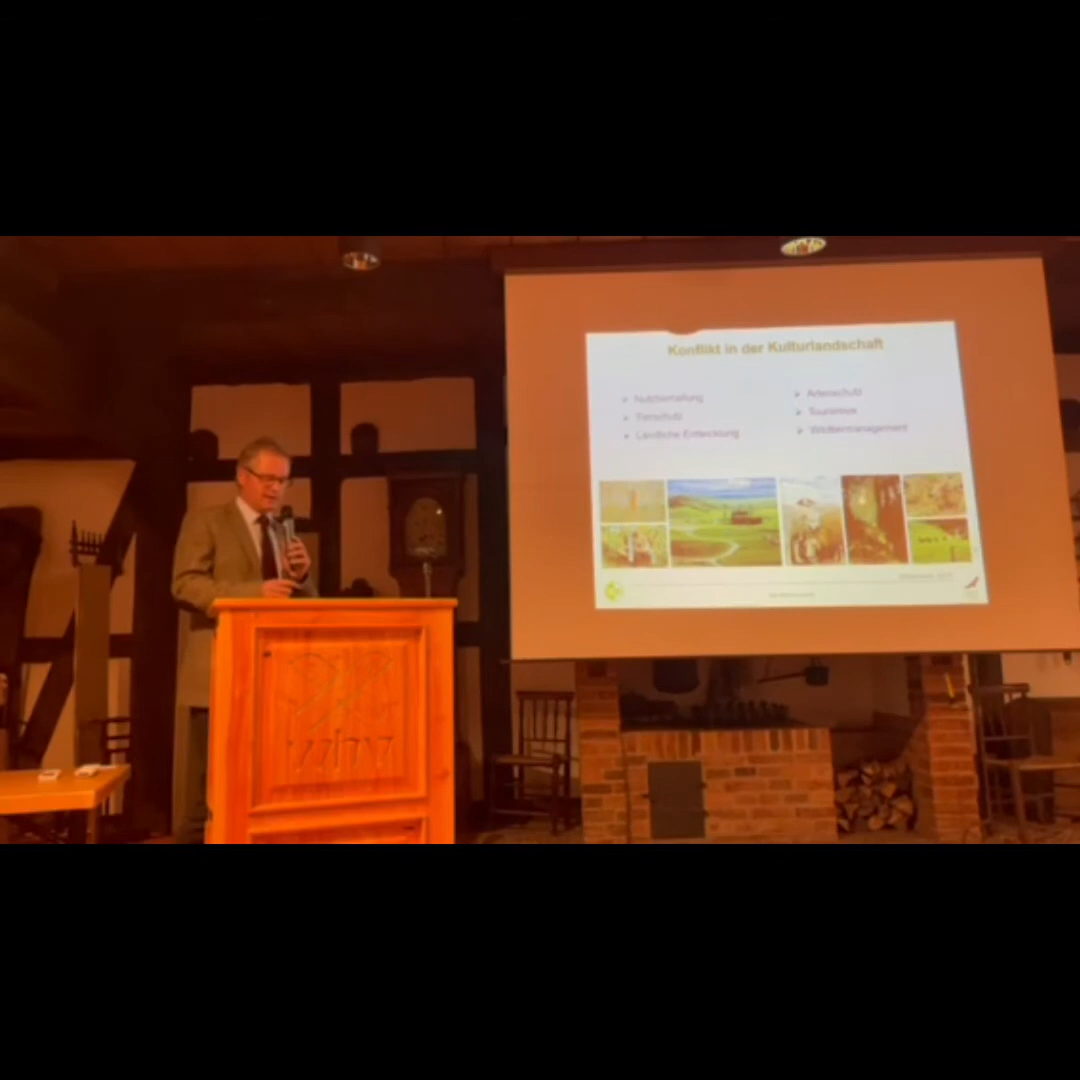 Konflikt in der Kulturlandschaft
Nutztierhaltung
Tierschutz
Ländliche Entwicklung
Artenschutz
Tourismus
Wildtiermanagement